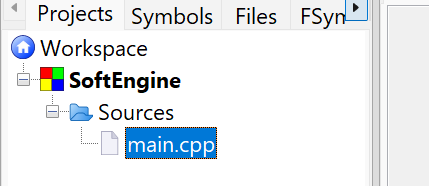 Projects Symbols Files FSym
Workspace
SoftEngine
Sources
main.cpp